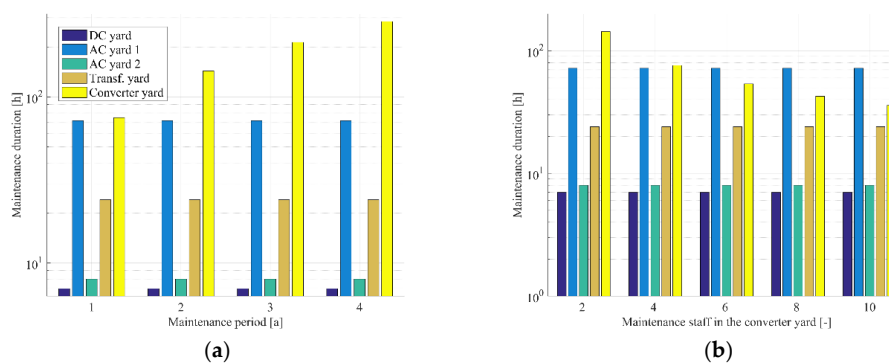 DC yard
AC yard 1
AC yard 2
Transf. yard
Converter yard
Maintenance duration [h]
10^2
10^1
1 2 3 4
Maintenance period [a]
(a)
Maintenance duration [h]
10^2
10^1
10^0
2 4 6 8 10
Maintenance staff in the converter yard [-]
(b)